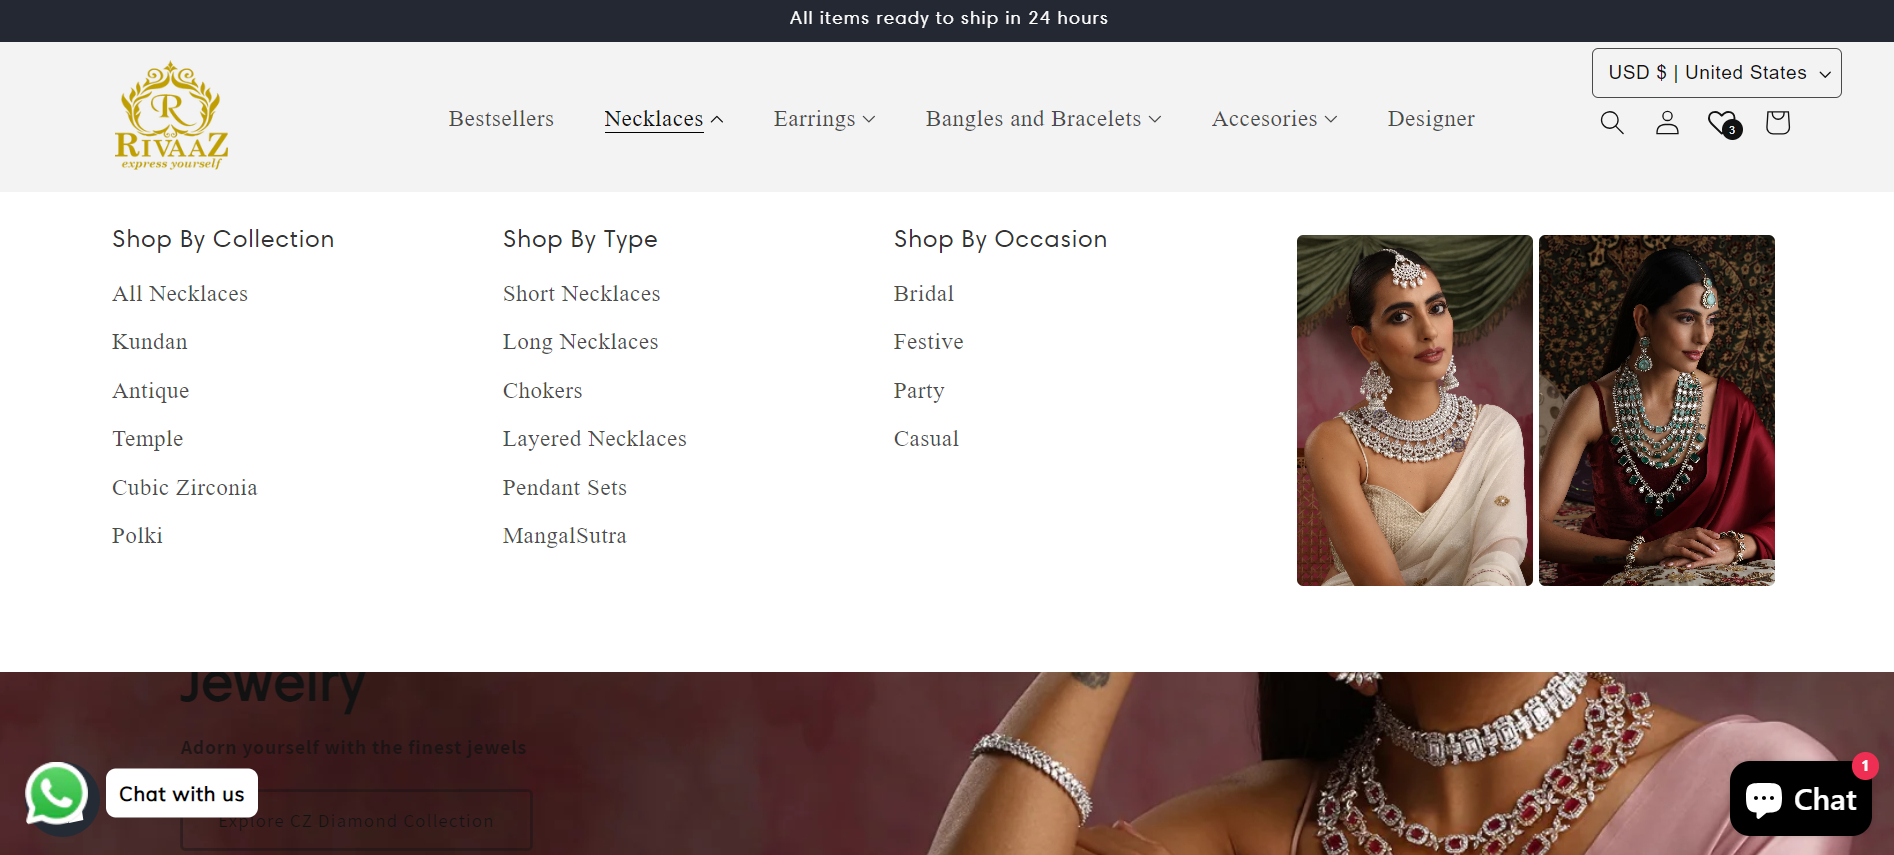 All items ready to ship in 24 hours
USD $ | United States
R
RIVAAZ
express yourself
Bestsellers
Necklaces
Earrings
Bangles and Bracelets
Accesories
Designer
3
Shop By Collection
All Necklaces
Kundan
Antique
Temple
Cubic Zirconia
Polki
Shop By Type
Short Necklaces
Long Necklaces
Chokers
Layered Necklaces
Pendant Sets
MangalSutra
Shop By Occasion
Bridal
Festive
Party
Casual
Jewelry
Adorn yourself with the finest jewels
Explore CZ Diamond Collection
Chat with us
1
Chat